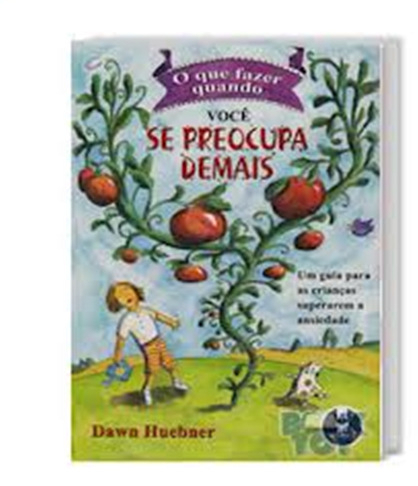 O que fazer
quando
VOCÊ
SE PREOCUPA
DEMAIS
Um guia para
as crianças
superarem a
ansiedade
Dawn Huebner